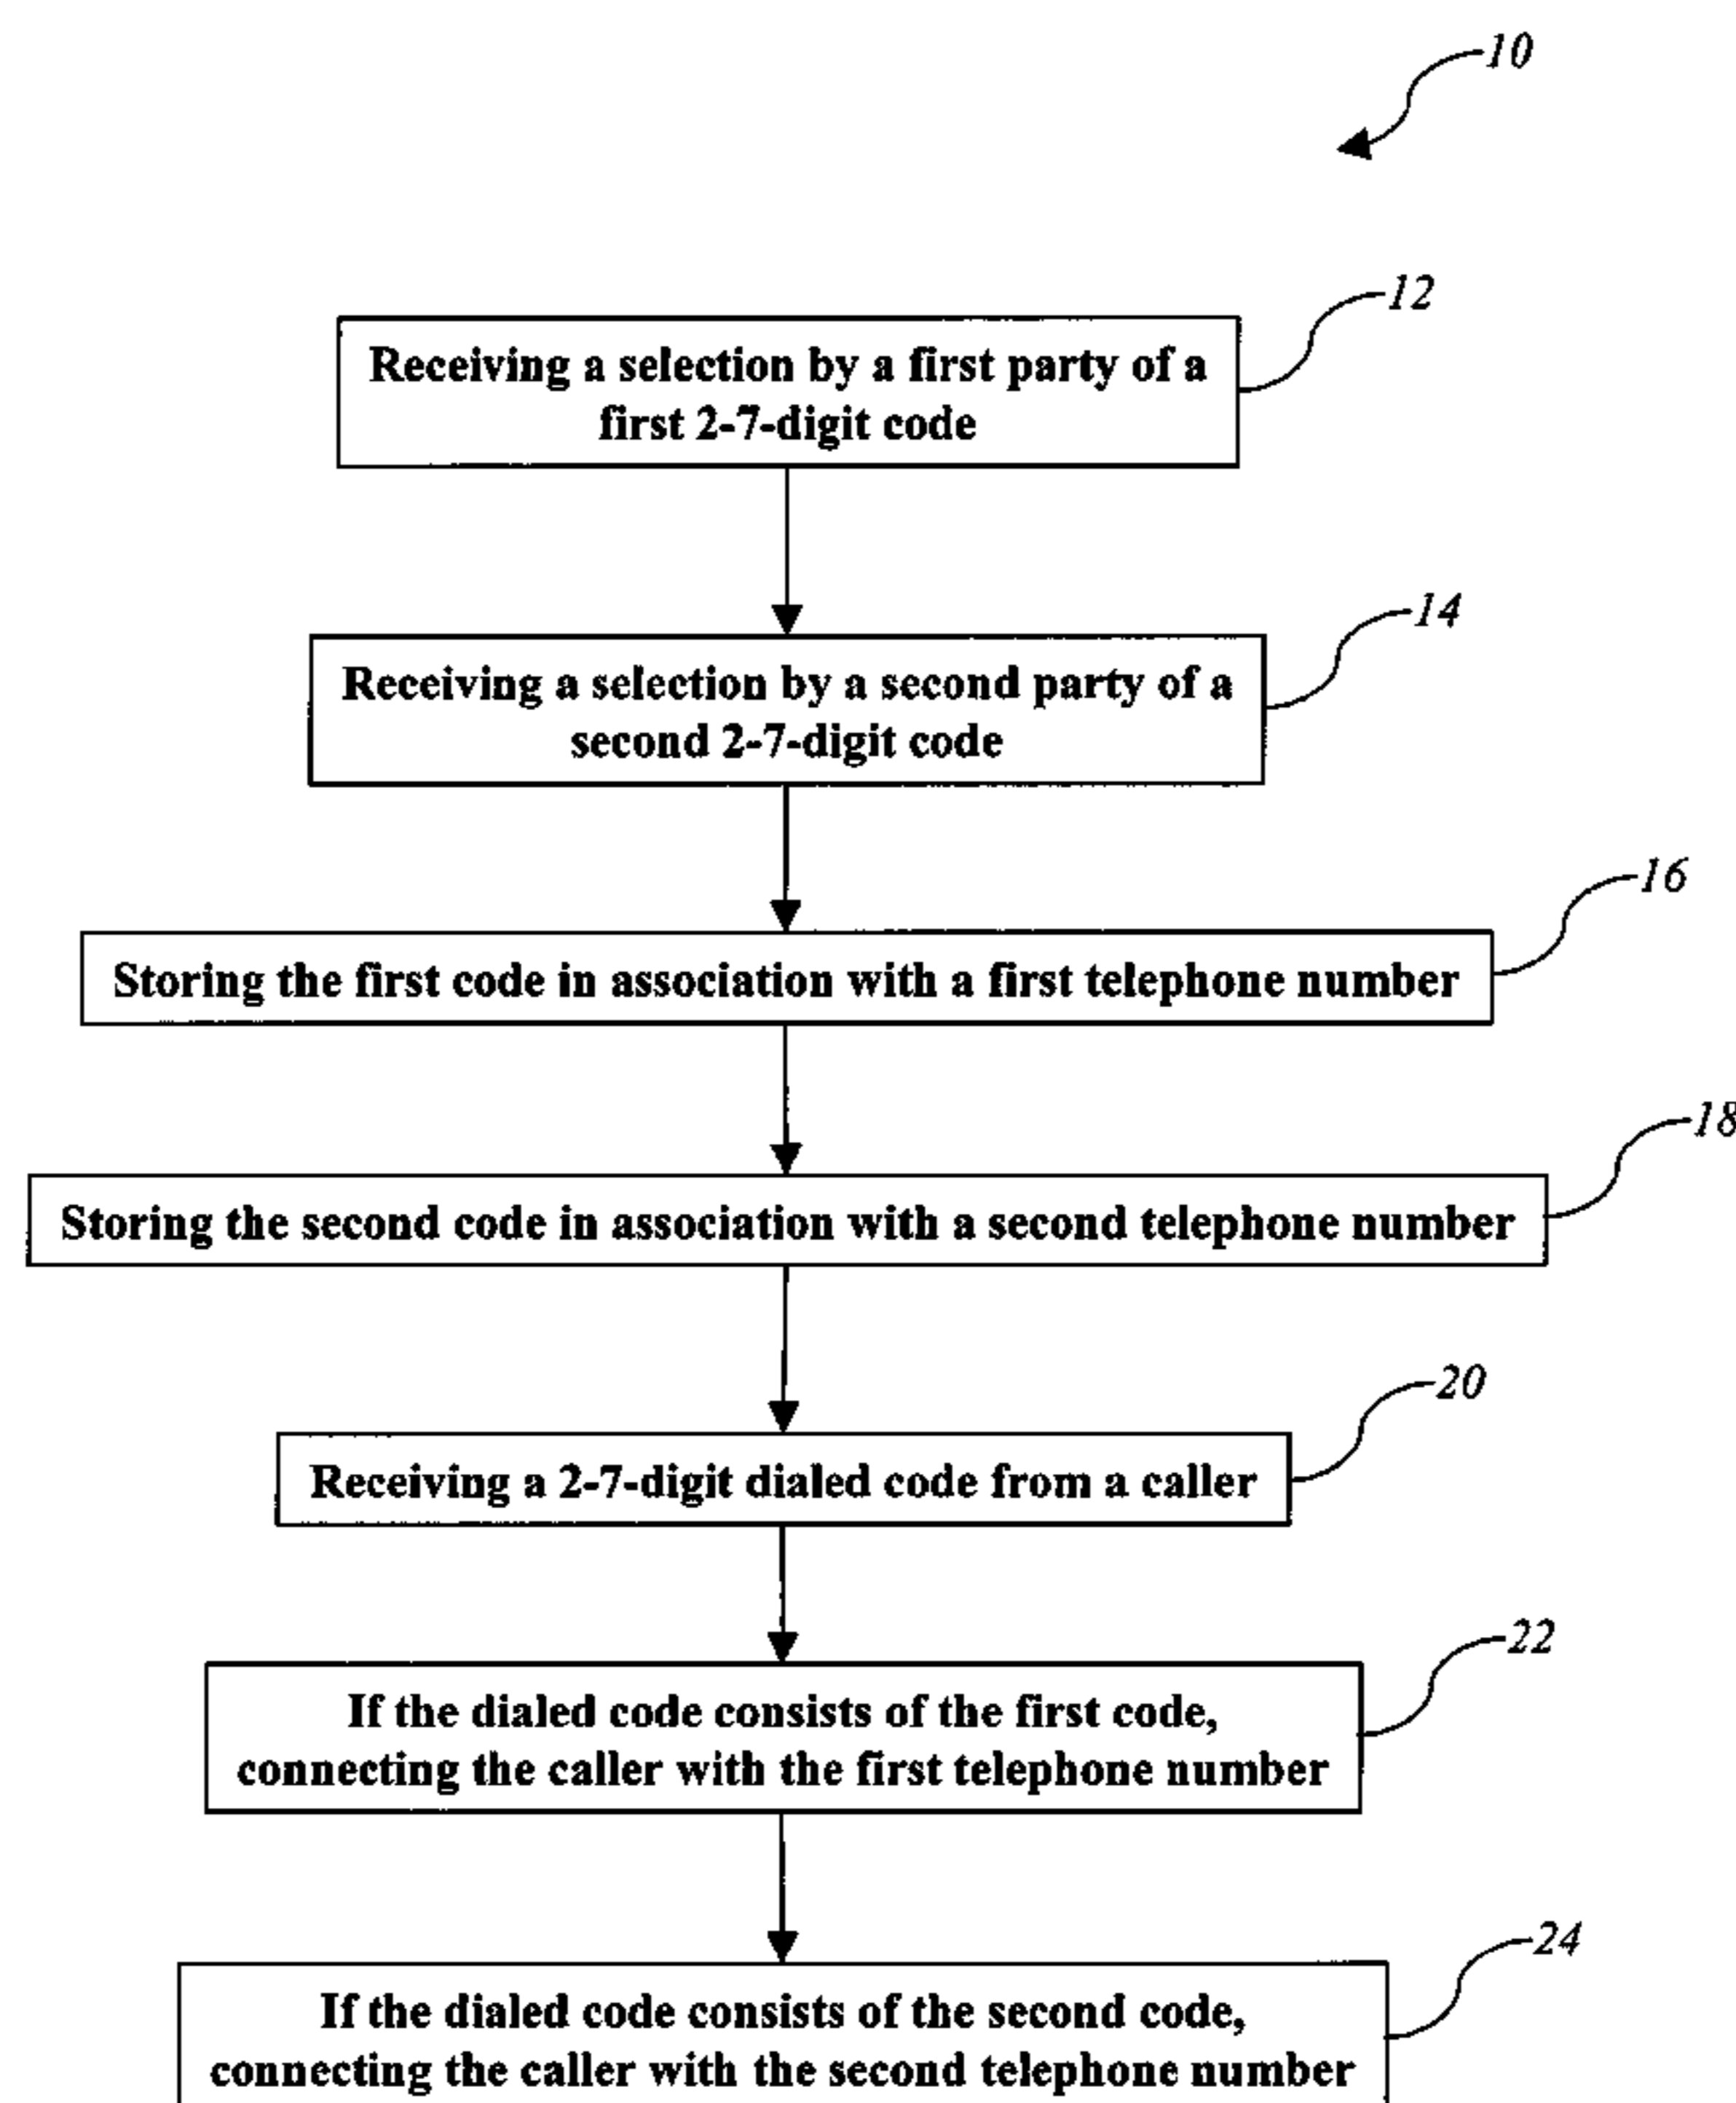 10
12
Receiving a selection by a first party of a
first 2-7-digit code
14
Receiving a selection by a second party of a
second 2-7-digit code
16
Storing the first code in association with a first telephone number
18
Storing the second code in association with a second telephone number
20
Receiving a 2-7-digit dialed code from a caller
22
If the dialed code consists of the first code,
connecting the caller with the first telephone number
24
If the dialed code consists of the second code,
connecting the caller with the second telephone number